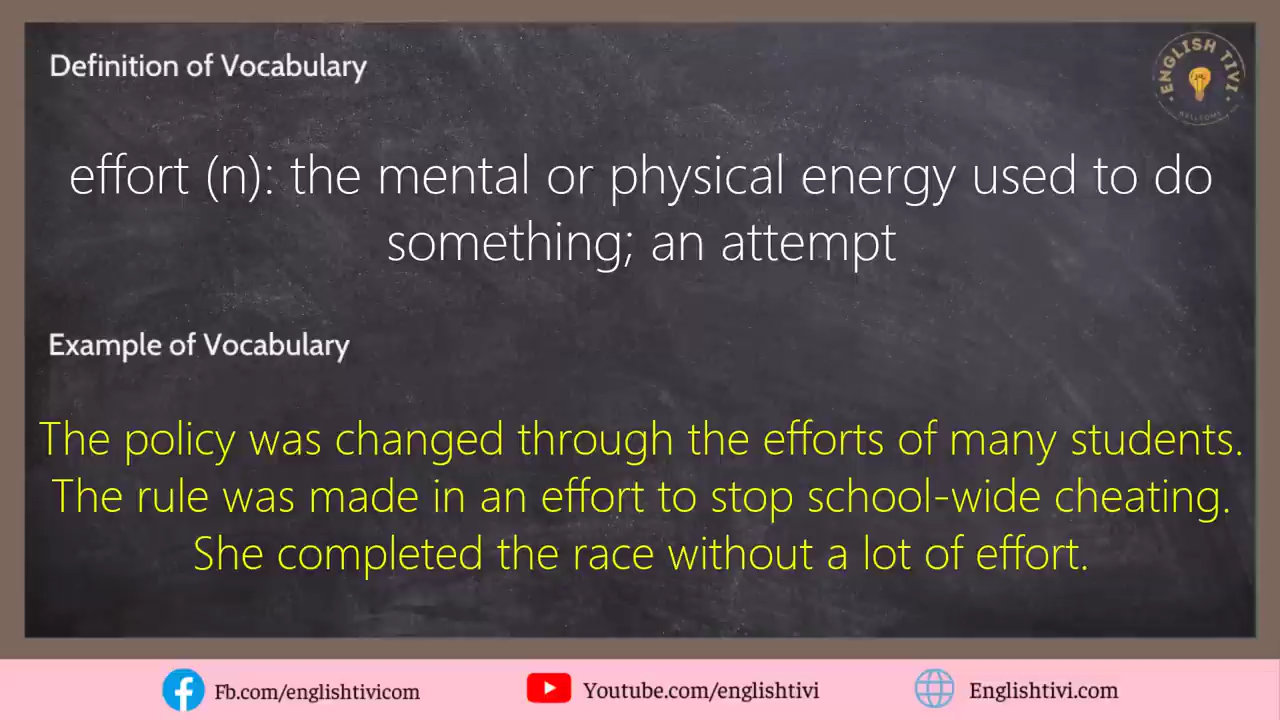 Definition of Vocabulary
ENGLISH TIVI
effort (n): the mental or physical energy used to do
something; an attempt
Example of Vocabulary
The policy was changed through the efforts of many students.
The rule was made in an effort to stop school-wide cheating.
She completed the race without a lot of effort.
Fb.com/englishtivicom
Youtube.com/englishtivi
Englishtivi.com